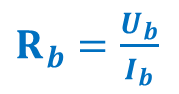 R_b = U_b / I_b